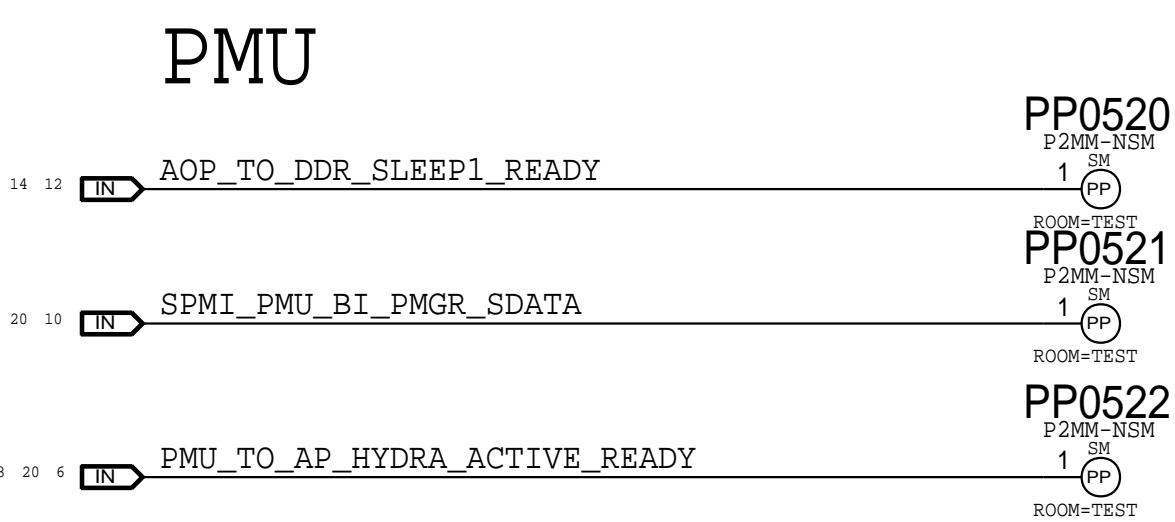 PMU
PP0520
P2MM-NSM
SM
14 12 IN AOP_TO_DDR_SLEEP1_READY 1 PP
ROOM=TEST
PP0521
P2MM-NSM
SM
20 10 IN SPMI_PMU_BI_PMGR_SDATA 1 PP
ROOM=TEST
PP0522
P2MM-NSM
SM
20 6 IN PMU_TO_AP_HYDRA_ACTIVE_READY 1 PP
ROOM=TEST